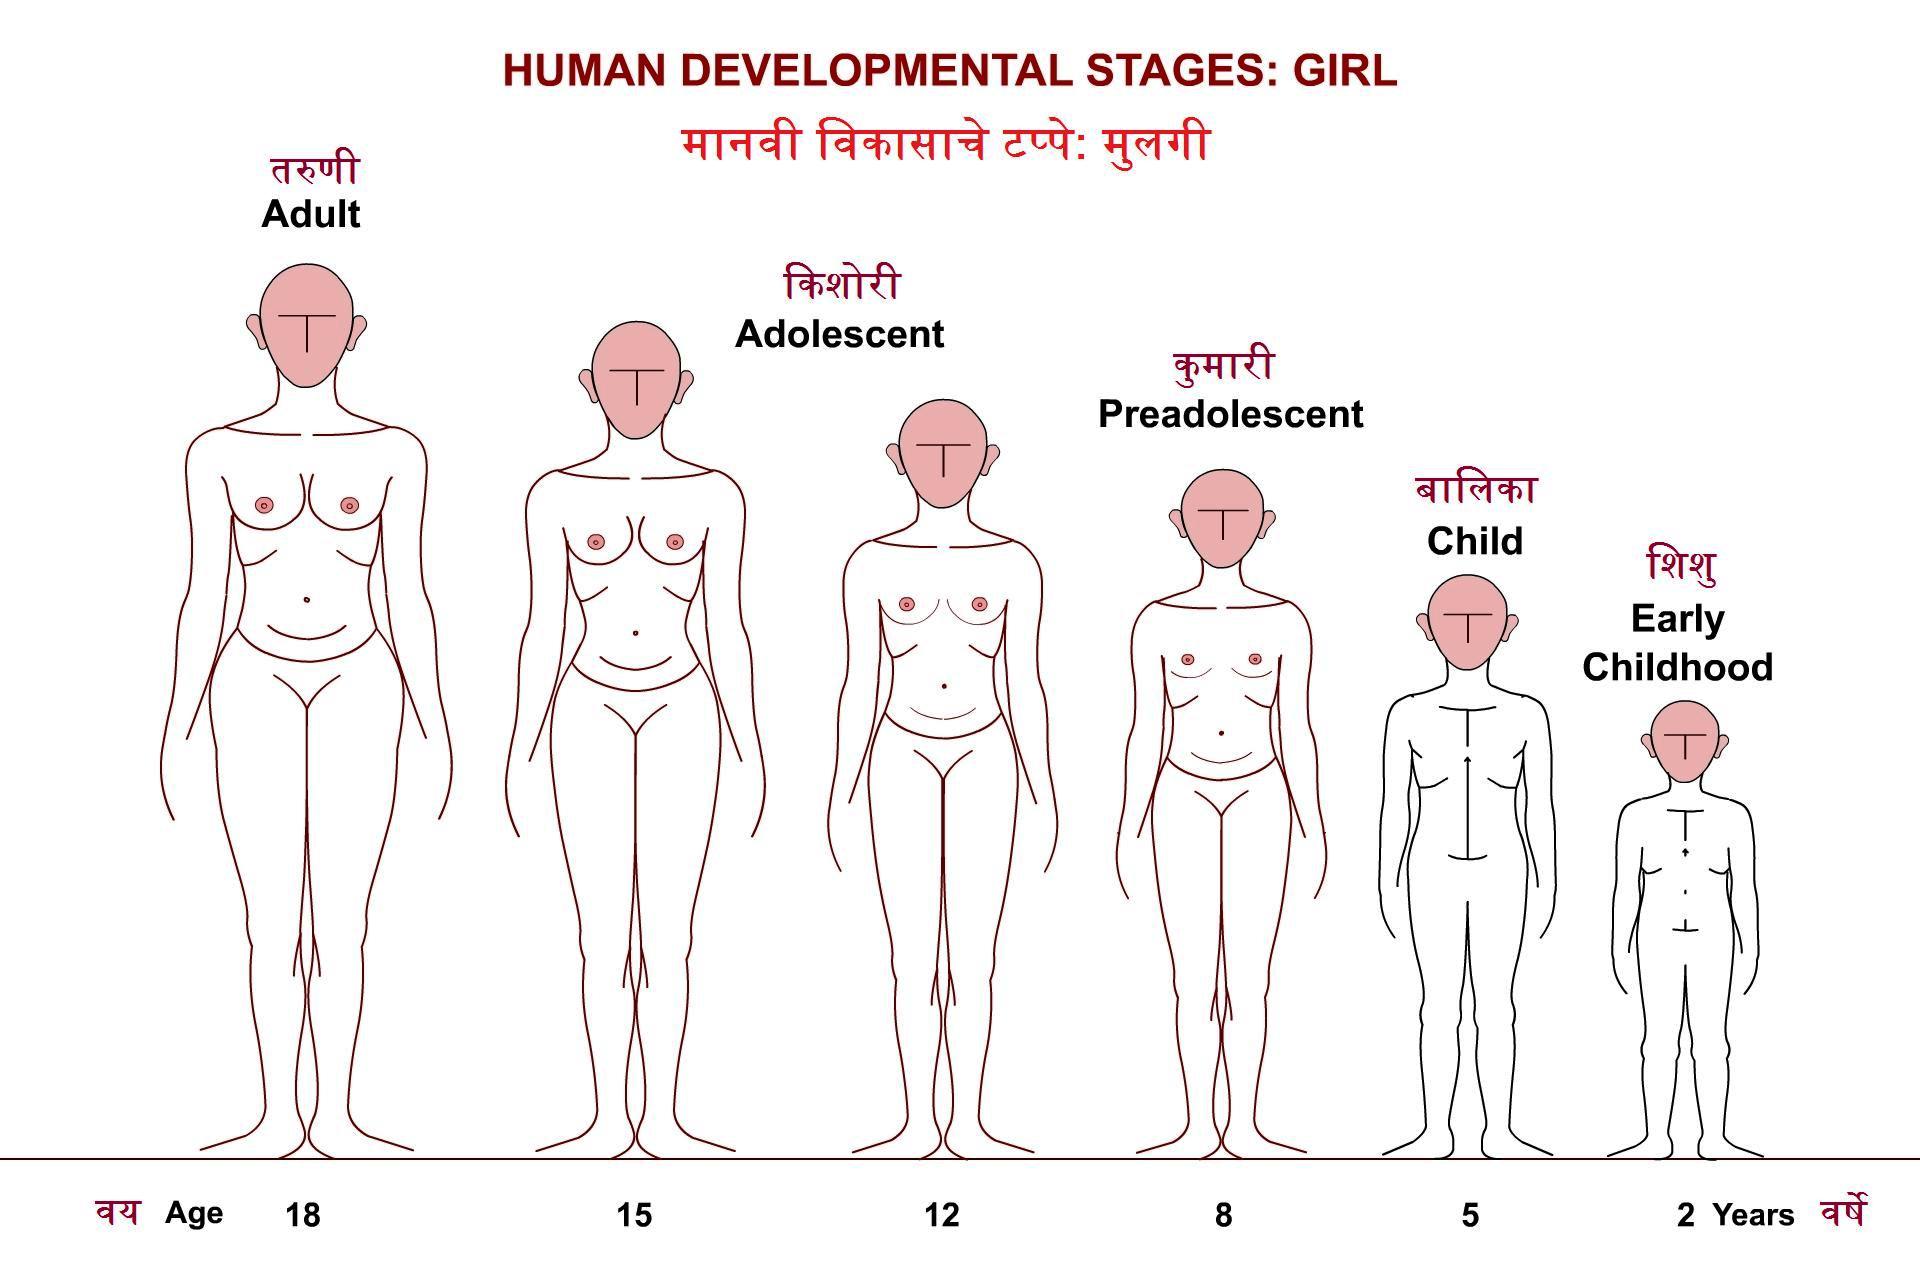 HUMAN DEVELOPMENTAL STAGES: GIRL
मानवी विकासाचे टप्पे: मुलगी
तरुणी
Adult
किशोरी
Adolescent
कुमारी
Preadolescent
बालिका
Child
शिशु
Early
Childhood
वय Age 18 15 12 8 5 2 Years वर्षे